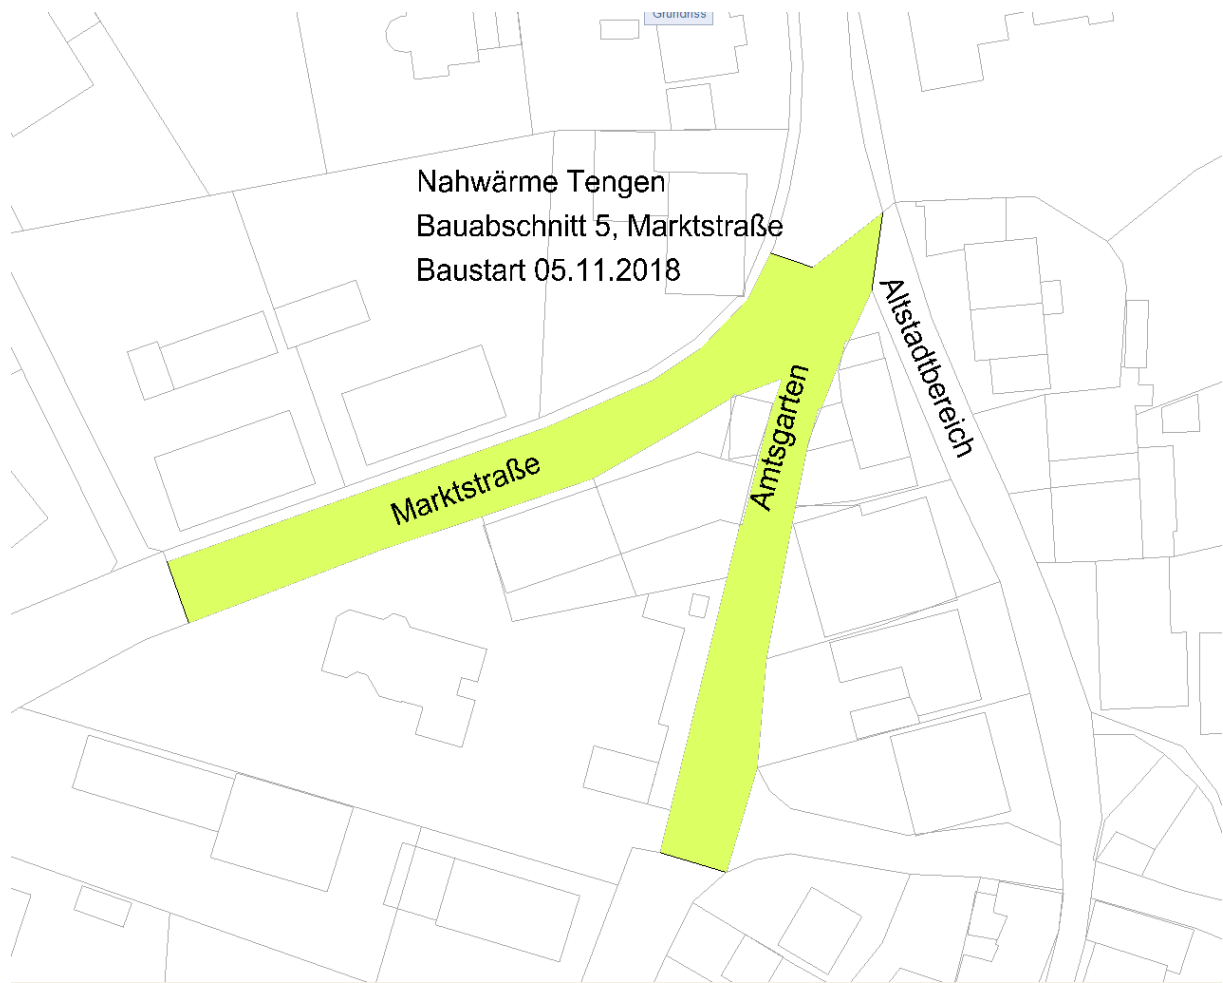 Grundriss
Nahwärme Tengen
Bauabschnitt 5, Marktstraße
Baustart 05.11.2018
Altstadtbereich
Amtsgarten
Marktstraße